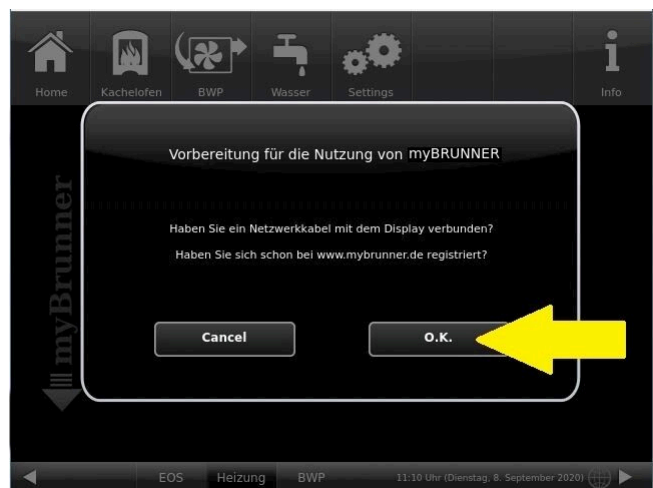 Home Kachelofen BWP Wasser Settings Info
myBrunner
Vorbereitung für die Nutzung von myBRUNNER
Haben Sie ein Netzwerkkabel mit dem Display verbunden?
Haben Sie sich schon bei www.mybrunner.de registriert?
Cancel O.K.
EOS Heizung BWP 11:10 Uhr (Dienstag, 8. September 2020)